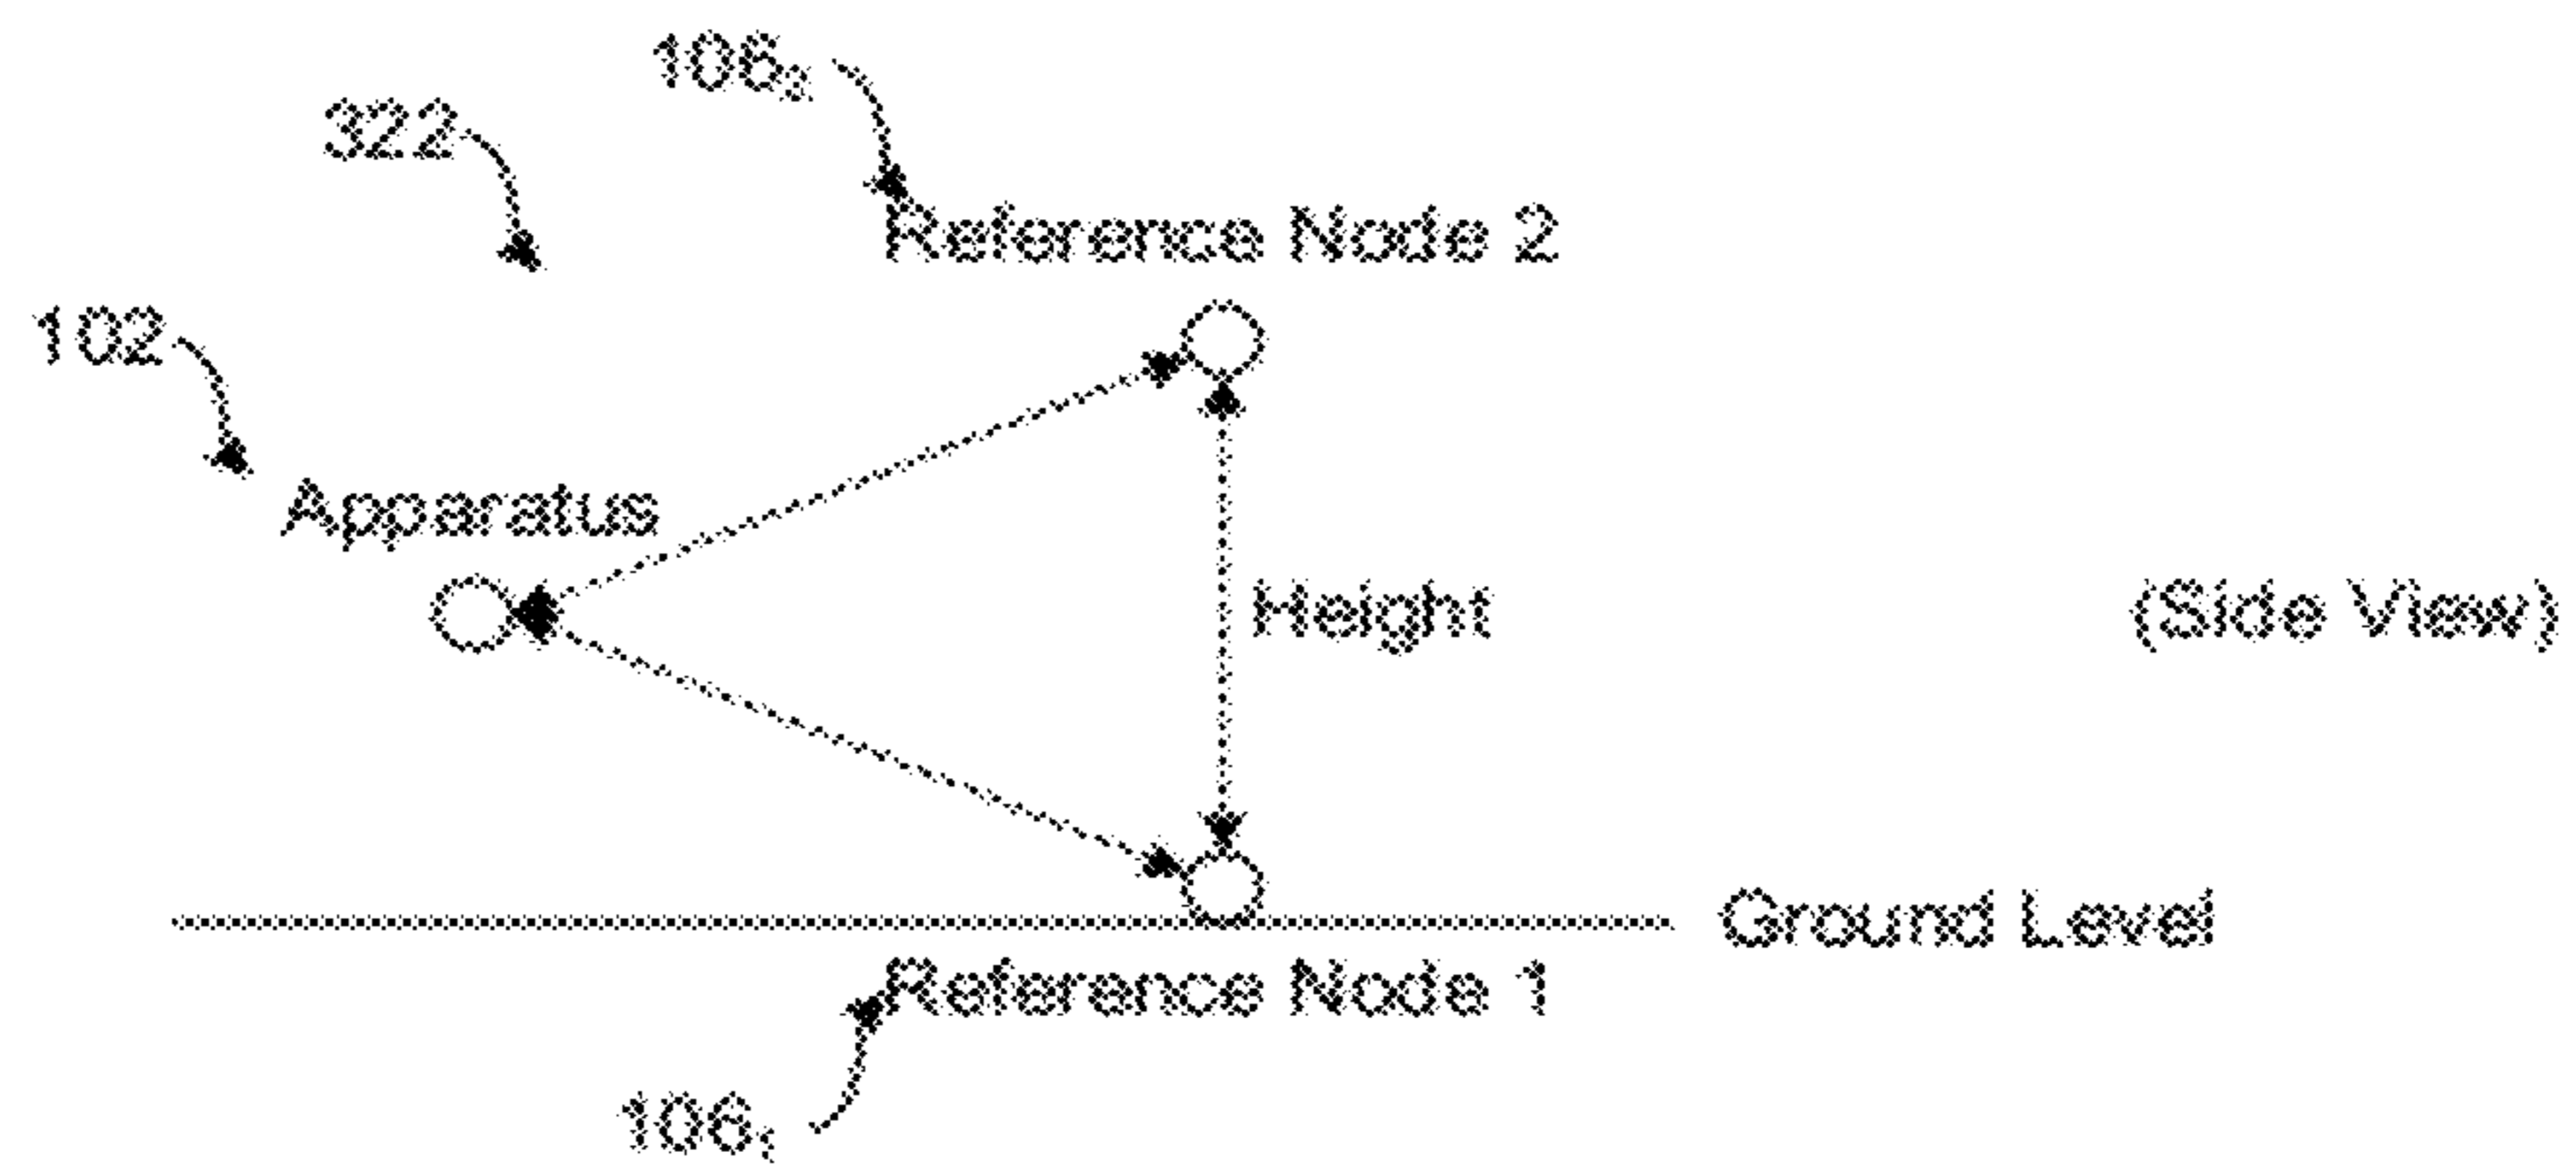 106₂
322
Reference Node 2
102
Apparatus
Height
(Side View)
Ground Level
Reference Node 1
106₁